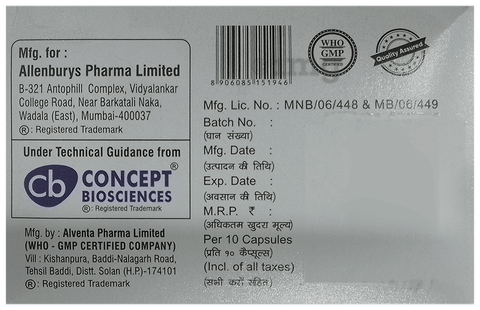 Mfg. for :
Allenburys Pharma Limited
B-321 Antophill Complex, Vidyalankar
College Road, Near Barkatali Naka,
Wadala (East), Mumbai-400037
® : Registered Trademark
Under Technical Guidance from
cb CONCEPT ®
BIOSCIENCES
® : Registered Trademark
Mfg. by : Alventa Pharma Limited
(WHO - GMP CERTIFIED COMPANY)
Vill : Kishanpura, Baddi-Nalagarh Road,
Tehsil Baddi, Distt. Solan (H.P.)-174101
® : Registered Trademark
8906085151946
WHO
GMP
CERTIFIED
Quality Assured
Mfg. Lic. No. : MNB/06/448 & MB/06/449
Batch No. :
(घान संख्या)
Mfg. Date :
(उत्पादन की तिथि)
Exp. Date :
(अवसान की तिथि)
M.R.P. ₹ :
(अधिकतम खुदरा मूल्य)
Per 10 Capsules
(प्रति १० कैप्सूल्स)
(Incl. of all taxes)
(सभी करों सहित)